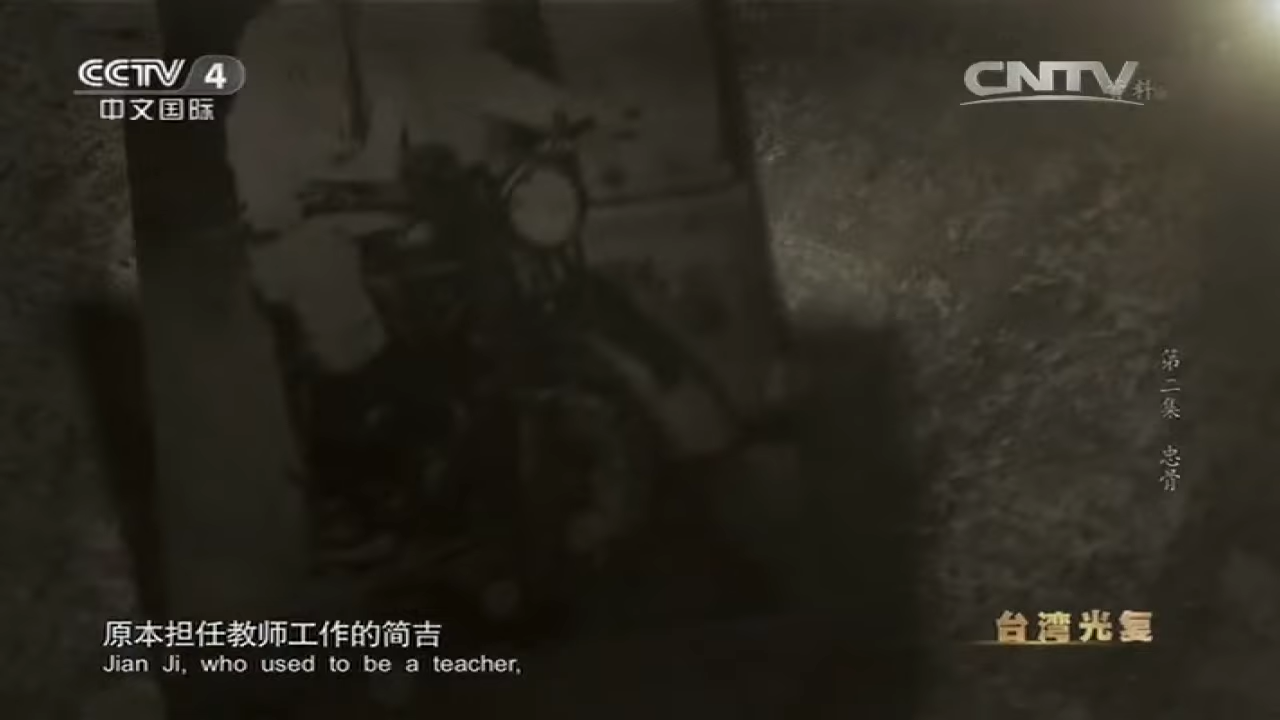 CCTV 4
中文国际
CNTV
料
第二集 忠骨
台湾光复
原本担任教师工作的简吉
Jian Ji, who used to be a teacher,